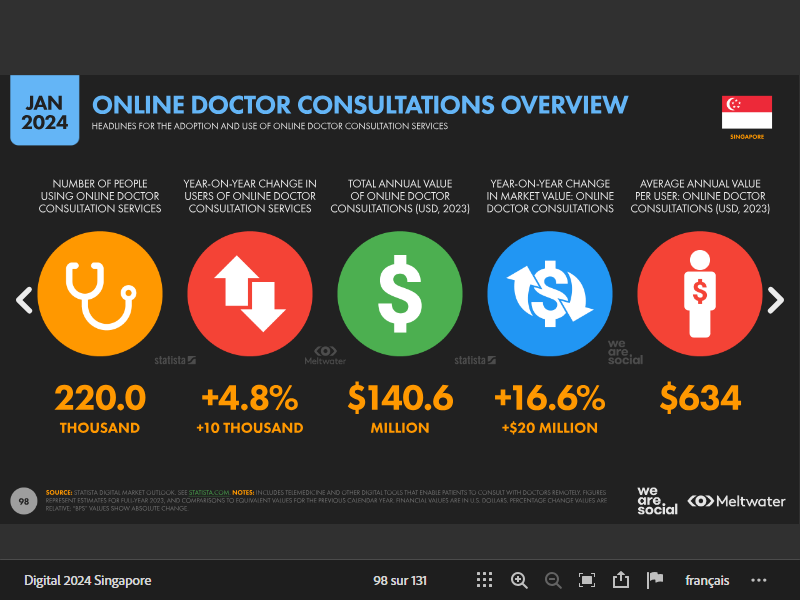 JAN
2024
ONLINE DOCTOR CONSULTATIONS OVERVIEW
HEADLINES FOR THE ADOPTION AND USE OF ONLINE DOCTOR CONSULTATION SERVICES
SINGAPORE
NUMBER OF PEOPLE
USING ONLINE DOCTOR
CONSULTATION SERVICES
220.0
THOUSAND
YEAR-ON-YEAR CHANGE IN
USERS OF ONLINE DOCTOR
CONSULTATION SERVICES
+4.8%
+10 THOUSAND
TOTAL ANNUAL VALUE
OF ONLINE DOCTOR
CONSULTATIONS (USD, 2023)
$
$140.6
MILLION
YEAR-ON-YEAR CHANGE
IN MARKET VALUE: ONLINE
DOCTOR CONSULTATIONS
$
+16.6%
+$20 MILLION
AVERAGE ANNUAL VALUE
PER USER: ONLINE DOCTOR
CONSULTATIONS (USD, 2023)
$
$634
statista
Meltwater
statista
we
are.
social
98
SOURCE: STATISTA DIGITAL MARKET OUTLOOK. SEE STATISTA.COM. NOTES: INCLUDES TELEMEDICINE AND OTHER DIGITAL TOOLS THAT ENABLE PATIENTS TO CONSULT WITH DOCTORS REMOTELY. FIGURES
REPRESENT ESTIMATES FOR FULL-YEAR 2023, AND COMPARISONS TO EQUIVALENT VALUES FOR THE PREVIOUS CALENDAR YEAR. FINANCIAL VALUES ARE IN U.S. DOLLARS. PERCENTAGE CHANGE VALUES ARE
RELATIVE; "BPS" VALUES SHOW ABSOLUTE CHANGE.
we
are.
social
Meltwater
Digital 2024 Singapore
98 sur 131
français